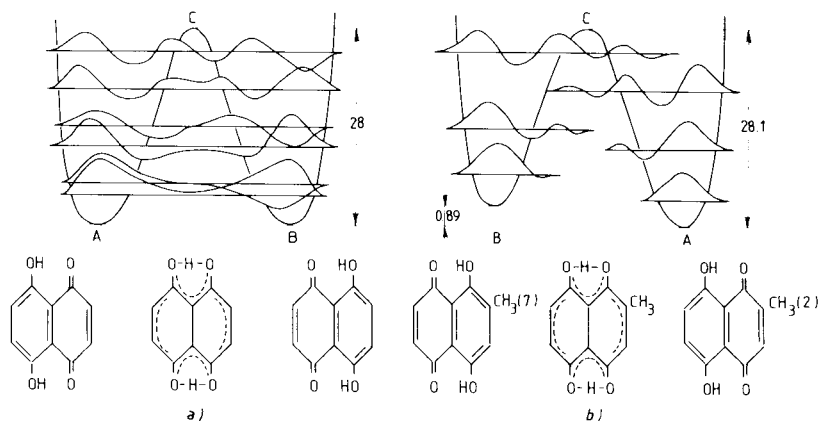 C
28
A
B
C
28.1
0.89
B
A
OH O
OH O
O-H-O
O-H-O
O HO
O HO
O HO
CH3(7)
O HO
O-H-O
CH3
O-H-O
OH O
CH3(2)
OH O
a)
b)